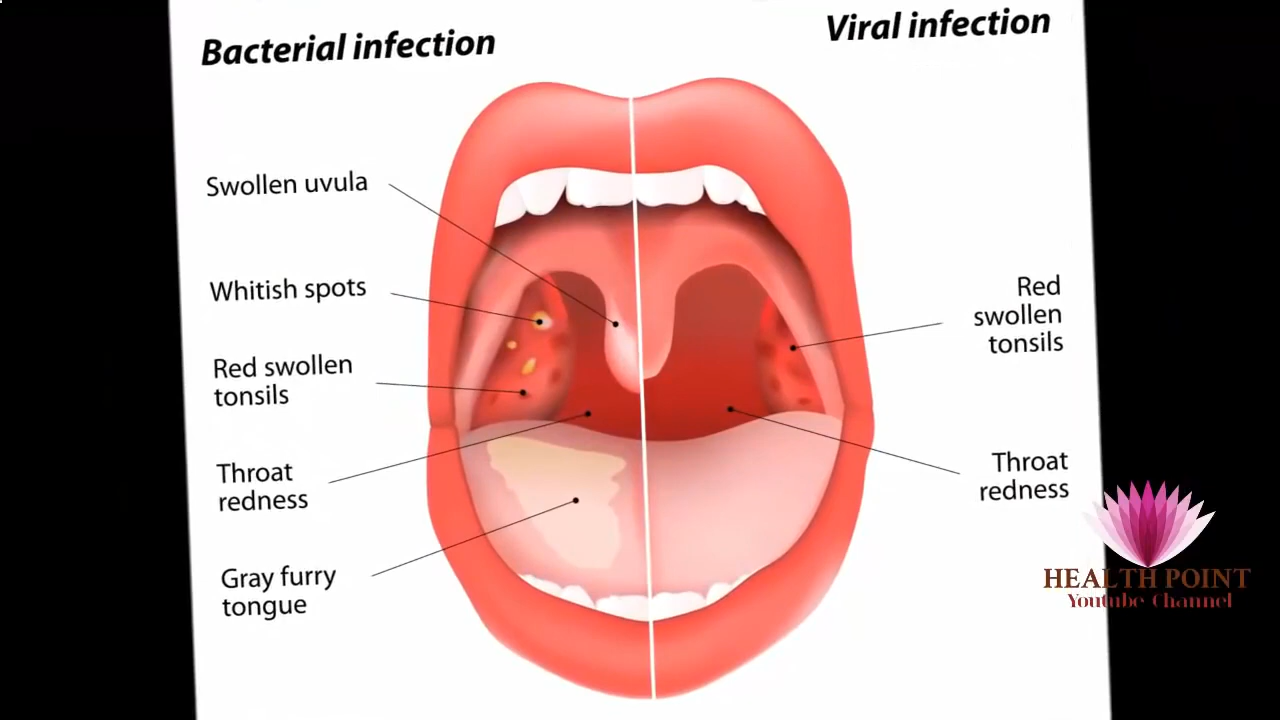 Bacterial infection
Viral infection
Swollen uvula
Whitish spots
Red swollen
tonsils
Throat
redness
Gray furry
tongue
Red
swollen
tonsils
Throat
redness
HEALTH POINT
Youtube Channel